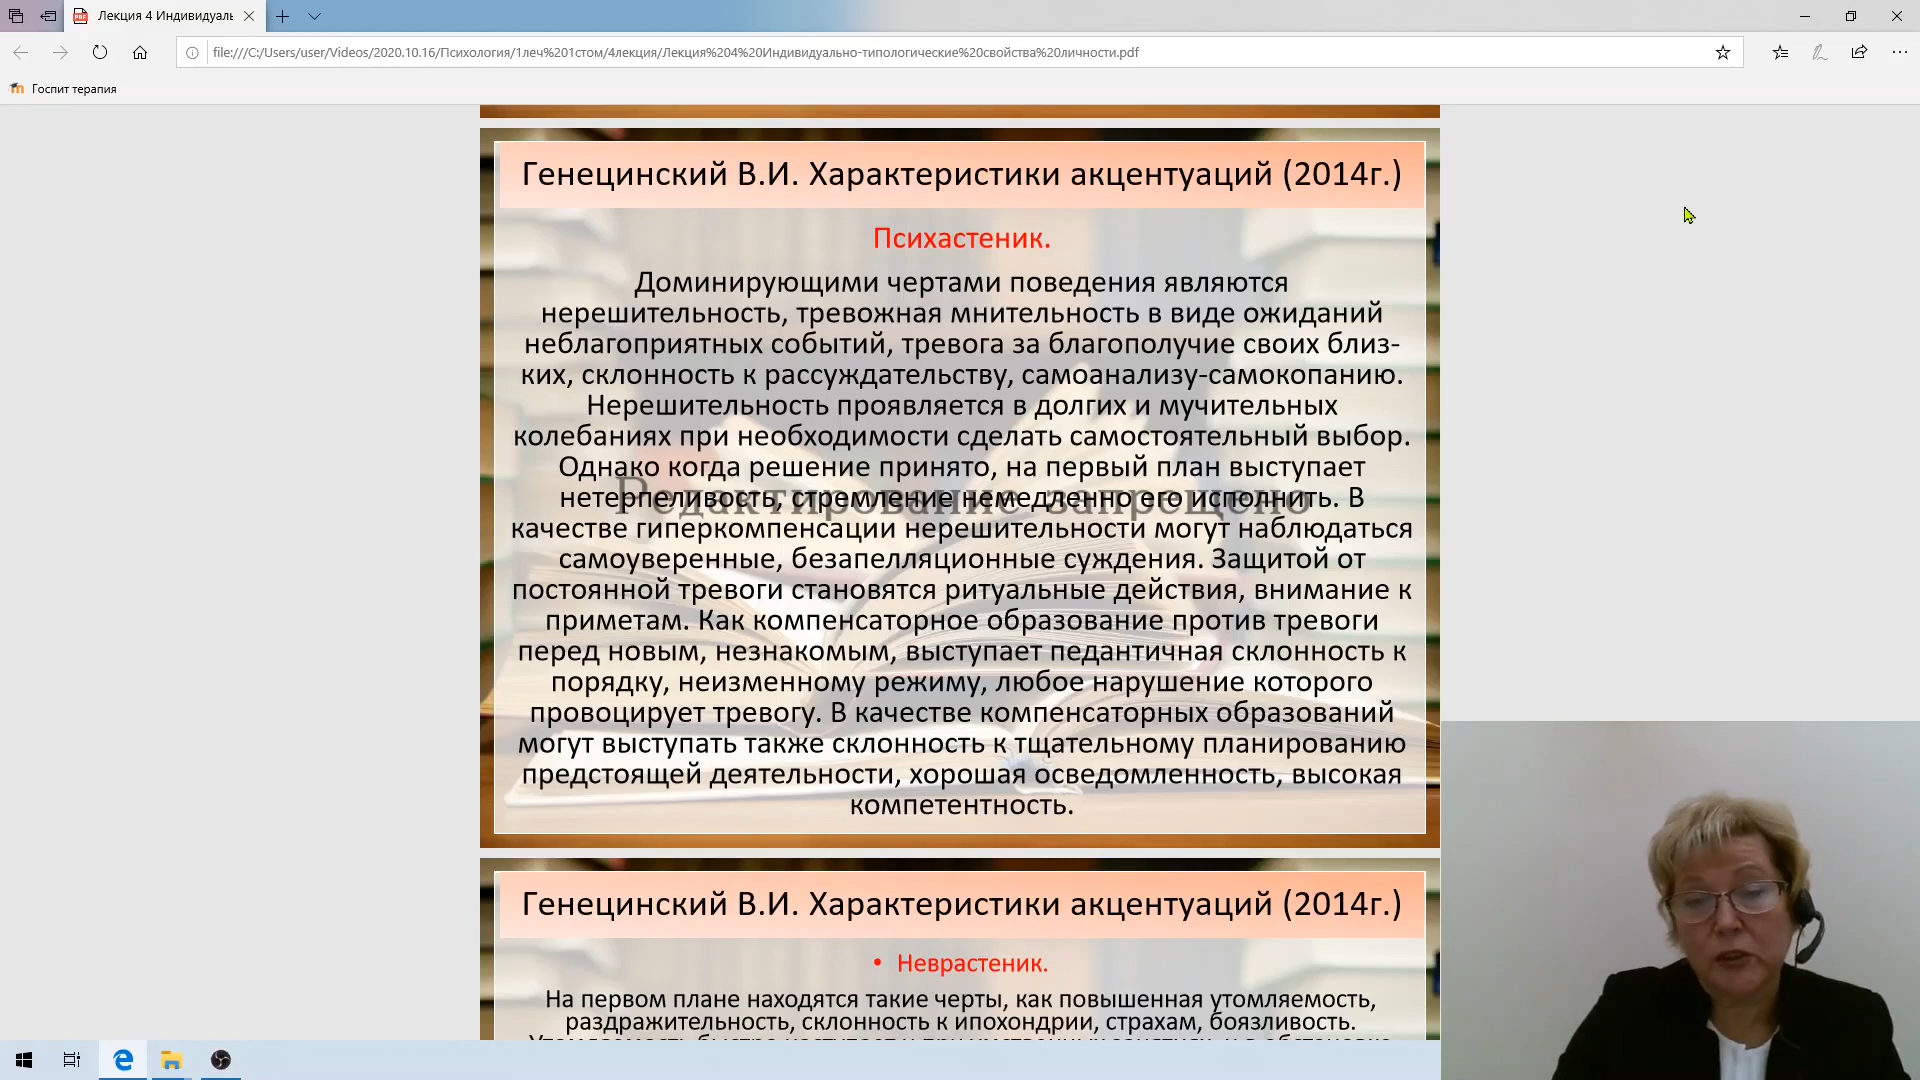 Лекция 4 Индивидуаль
file:///C:/Users/user/Videos/2020.10.16/Психология/1леч%201стом/4лекция/Лекция%204%20Индивидуально-типологические%20свойства%20личности.pdf
Госпит терапия
Генецинский В.И. Характеристики акцентуаций (2014г.)
Психастеник.
Доминирующими чертами поведения являются
нерешительность, тревожная мнительность в виде ожиданий
неблагоприятных событий, тревога за благополучие своих близ-
ких, склонность к рассуждательству, самоанализу-самокопанию.
Нерешительность проявляется в долгих и мучительных
колебаниях при необходимости сделать самостоятельный выбор.
Однако когда решение принято, на первый план выступает
нетерпеливость, стремление немедленно его исполнить. В
Редактирование запрещено
качестве гиперкомпенсации нерешительности могут наблюдаться
самоуверенные, безапелляционные суждения. Защитой от
постоянной тревоги становятся ритуальные действия, внимание к
приметам. Как компенсаторное образование против тревоги
перед новым, незнакомым, выступает педантичная склонность к
порядку, неизменному режиму, любое нарушение которого
провоцирует тревогу. В качестве компенсаторных образований
могут выступать также склонность к тщательному планированию
предстоящей деятельности, хорошая осведомленность, высокая
компетентность.
Генецинский В.И. Характеристики акцентуаций (2014г.)
• Неврастеник.
На первом плане находятся такие черты, как повышенная утомляемость,
раздражительность, склонность к ипохондрии, страхам, боязливость.